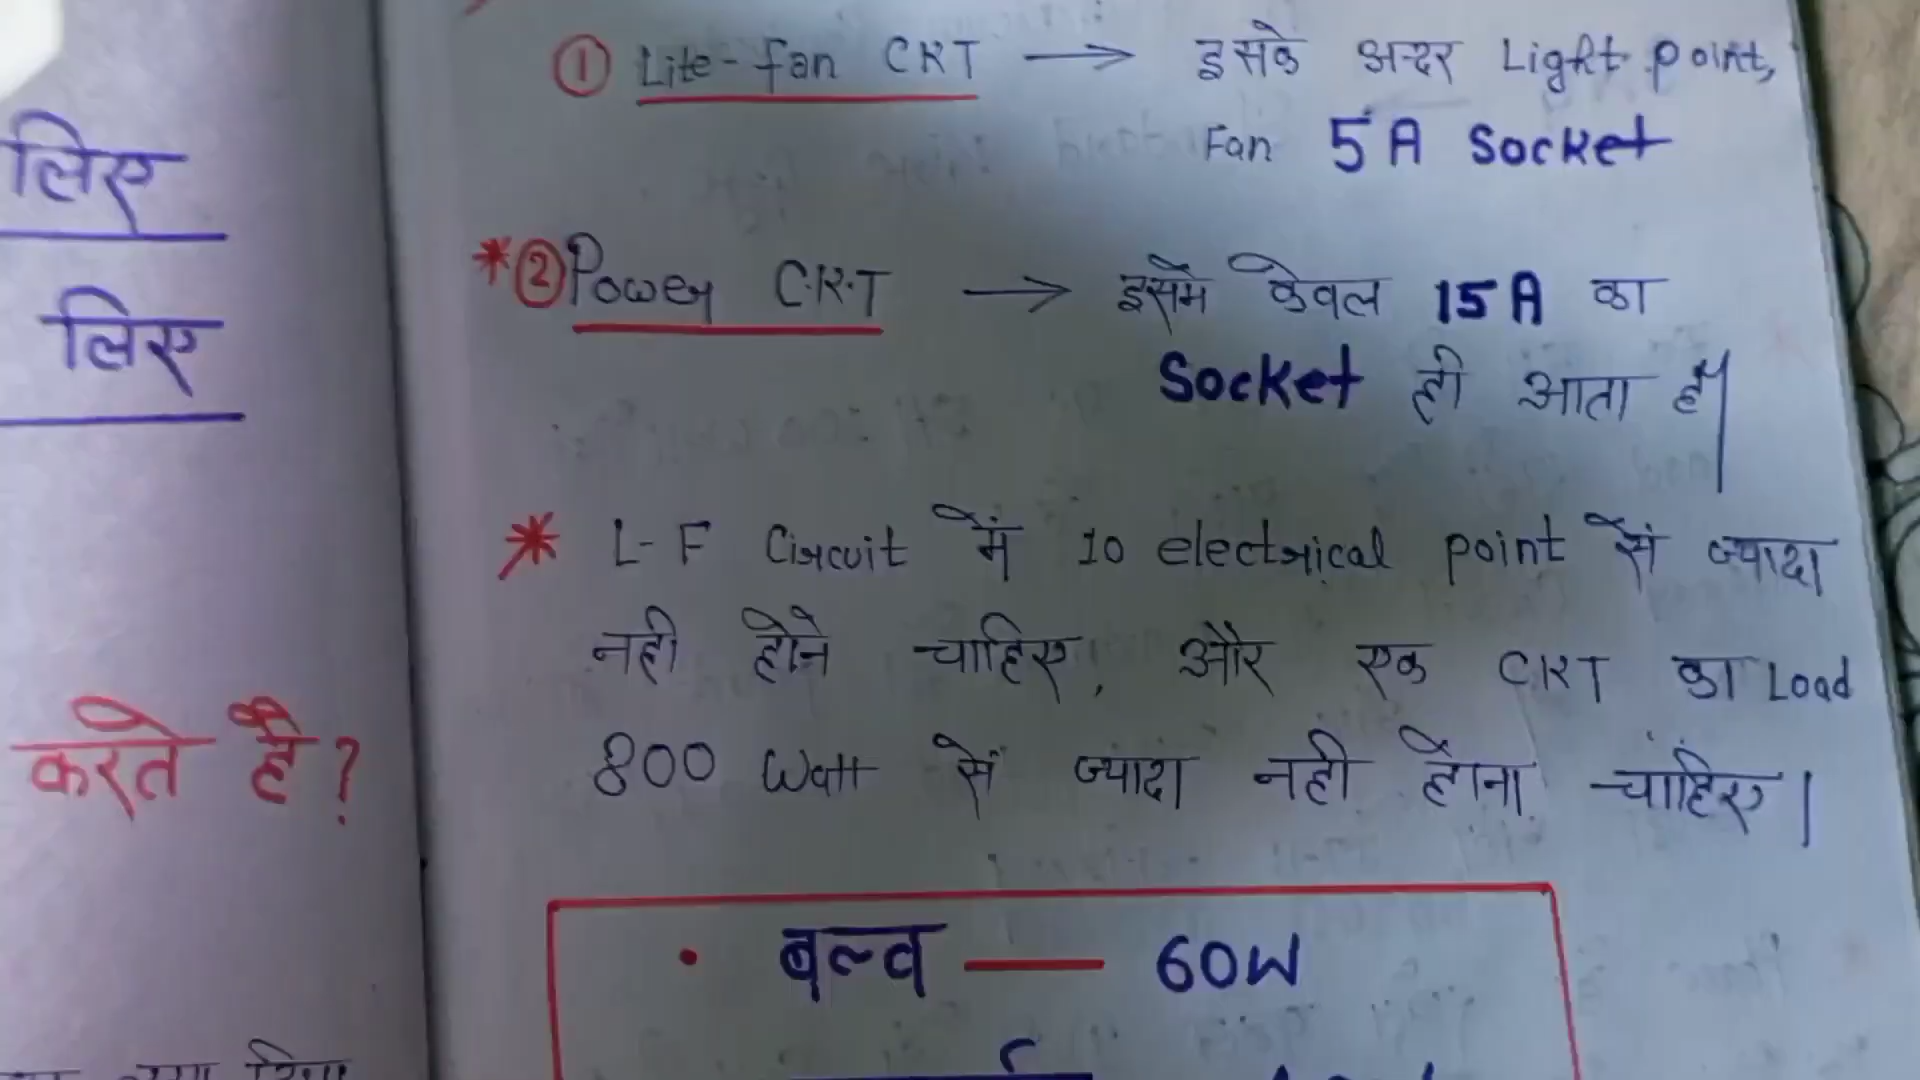 लिए
लिए
करते है?
① Lite-fan CKT → इसके अन्दर Light point,
Fan 5A Socket
*② Power C.K.T → इसमे केवल 15A का
Socket ही आता है|
* L-F Circuit में 10 electrical point सें ज्यादा
नही होने चाहिए, और एक CKT का Load
800 Watt सें ज्यादा नही होना चाहिए|
• बल्व — 60W